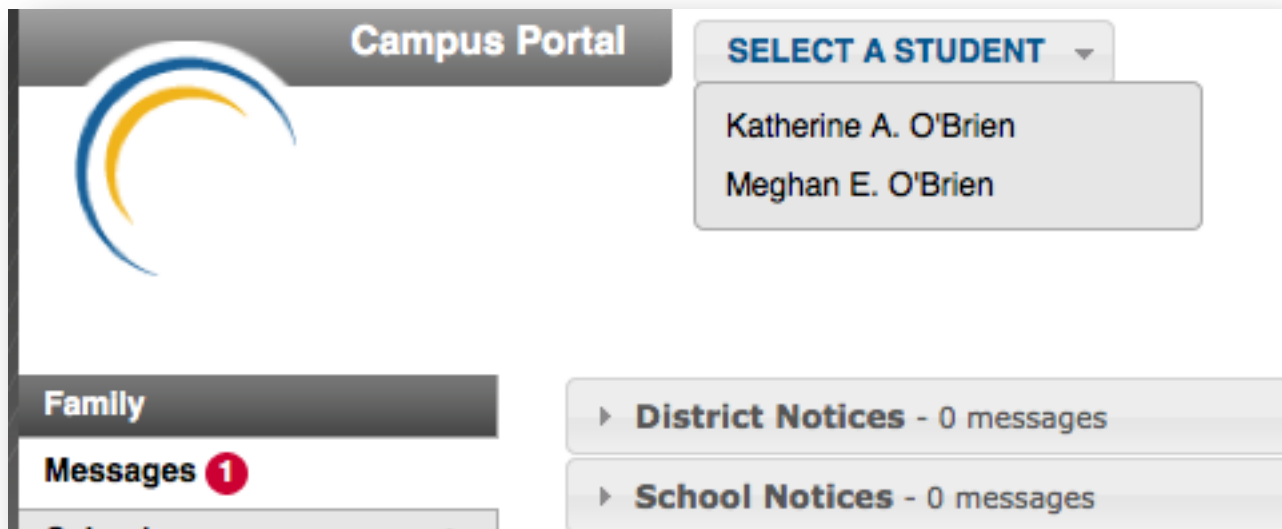 Campus Portal
SELECT A STUDENT
Katherine A. O'Brien
Meghan E. O'Brien
Family
Messages 1
District Notices - 0 messages
School Notices - 0 messages